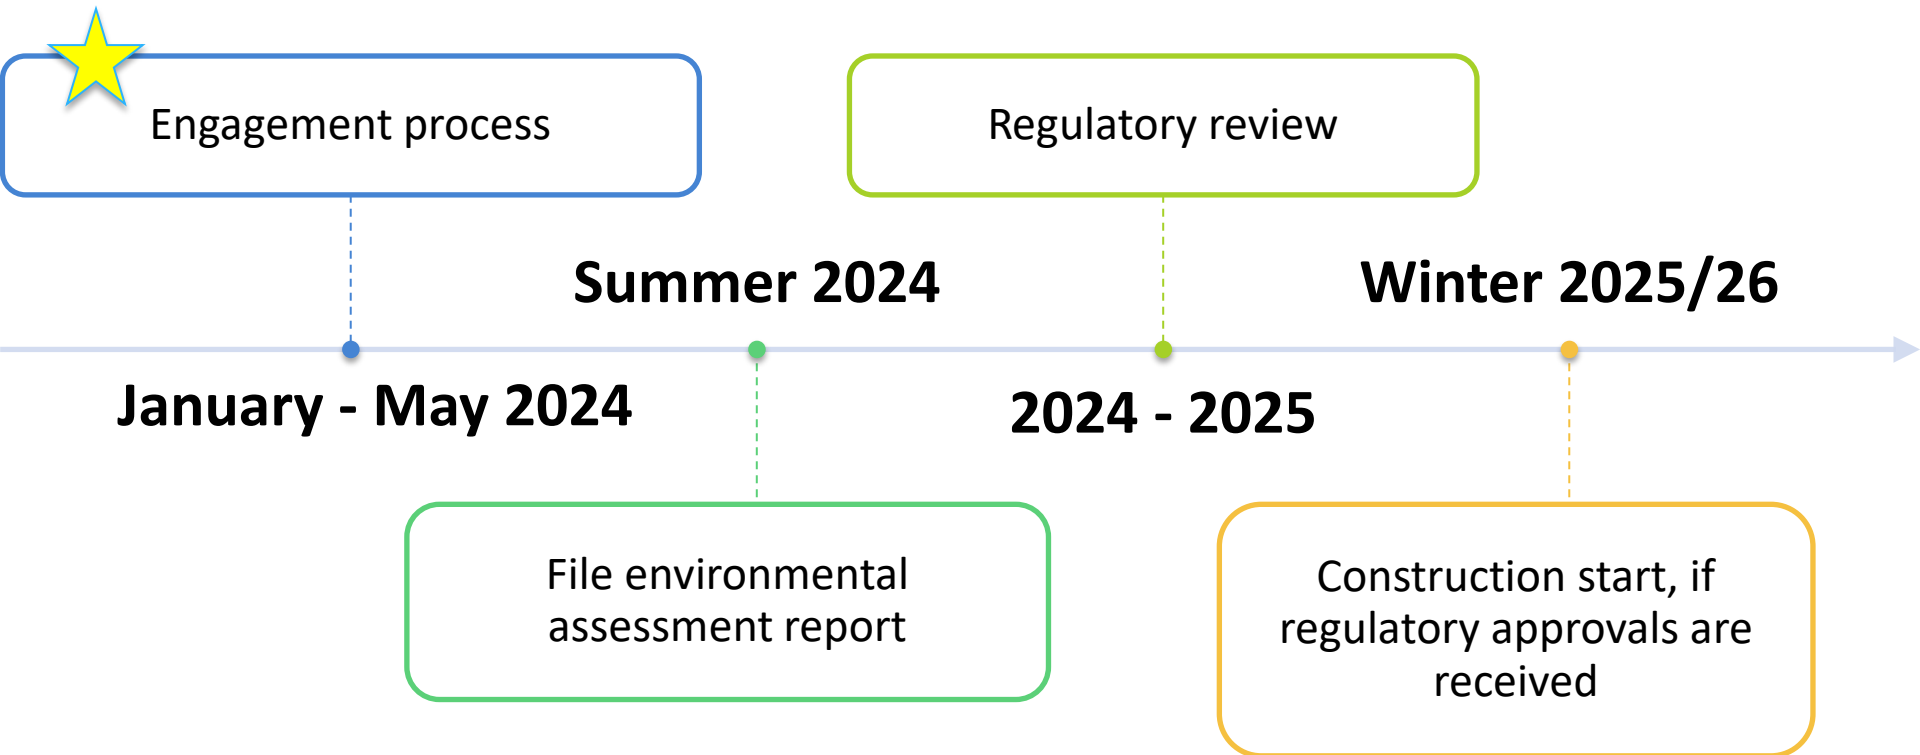 Engagement process
Regulatory review
Summer 2024
Winter 2025/26
January - May 2024
2024 - 2025
File environmental
assessment report
Construction start, if
regulatory approvals are
received